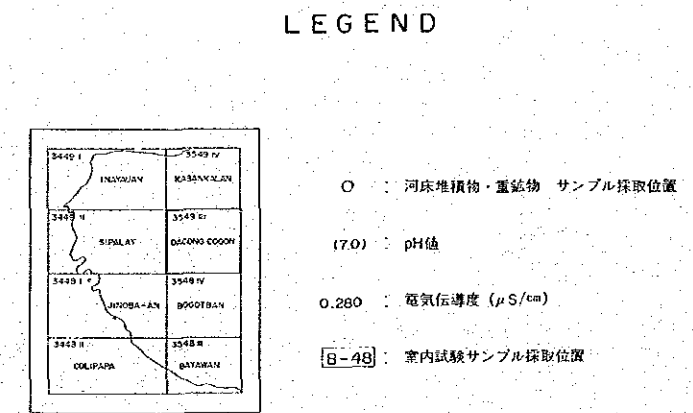 LEGEND
3449 I
3549 IV
INAYAUAN
KABANKALAN
3449 II
3549 III
SIPALAY
DACONG COGON
3448 I
3548 IV
JINOBA-AN
BOGOTBAN
3448 II
3548 III
COLIPAPA
BAYAWAN
O : 河床堆積物・重鉱物 サンプル採取位置
(7.0) : pH値
0.280 : 電気伝導度 (μS/cm)
B-48 : 室内試験サンプル採取位置